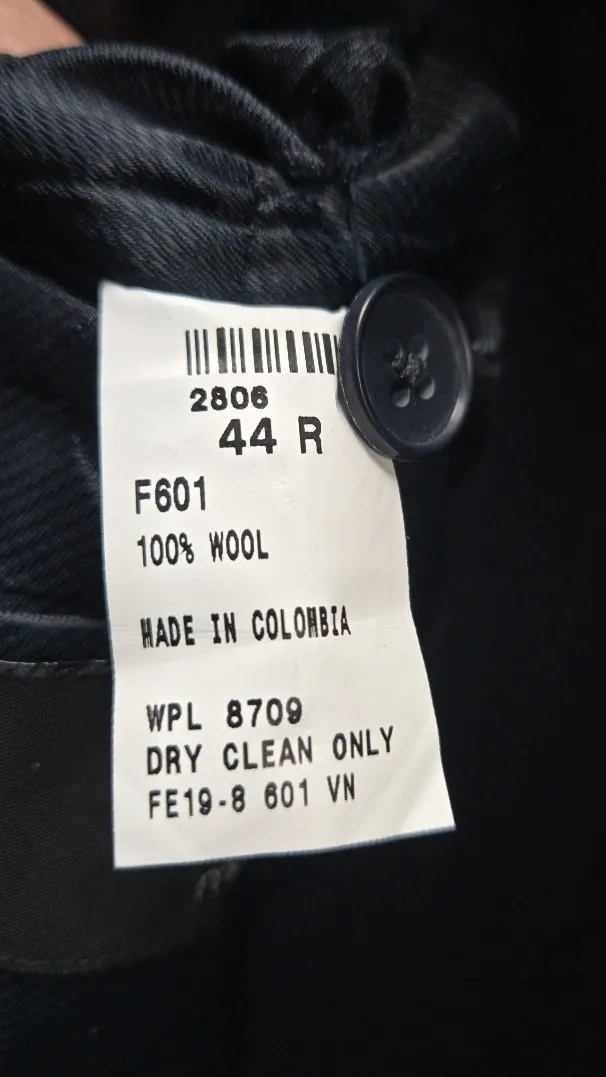 2806
44 R
F601
100% WOOL
MADE IN COLOMBIA
WPL 8709
DRY CLEAN ONLY
FE19-8 601 VN